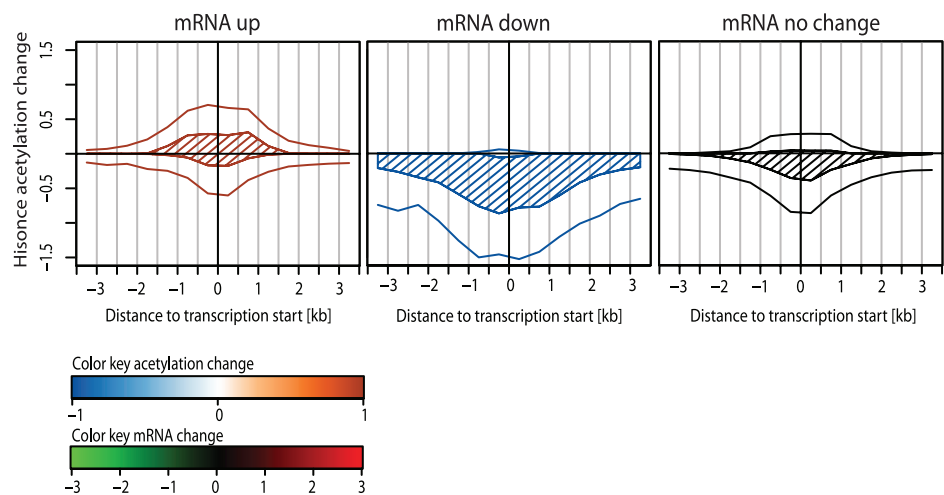 mRNA up mRNA down mRNA no change
Hisonce acetylation change
1.5
0.5
−0.5
−1.5
−3 −2 −1 0 1 2 3 −3 −2 −1 0 1 2 3 −3 −2 −1 0 1 2 3
Distance to transcription start [kb] Distance to transcription start [kb] Distance to transcription start [kb]
Color key acetylation change
−1 0 1
Color key mRNA change
−3 −2 −1 0 1 2 3